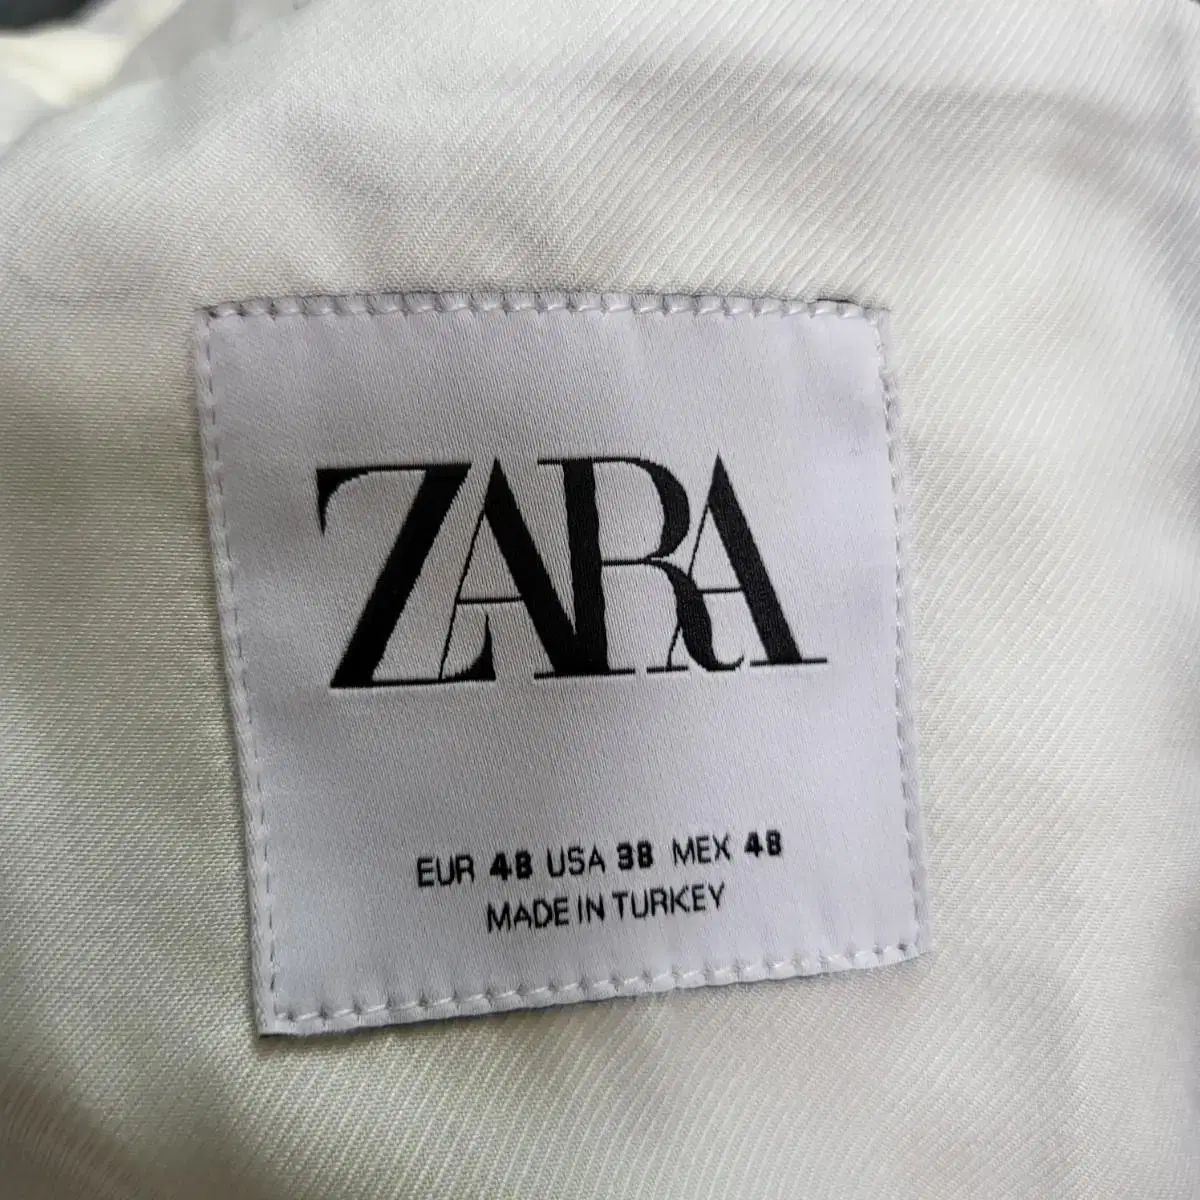 ZARA
EUR 48 USA 38 MEX 48
MADE IN TURKEY